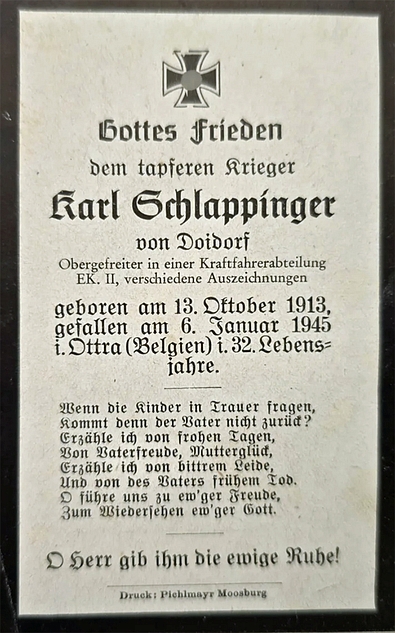 Gottes Frieden
dem tapferen Krieger
Karl Schlappinger
von Doidorf
Obergefreiter in einer Kraftfahrerabteilung
EK. II, verschiedene Auszeichnungen
geboren am 13. Oktober 1913,
gefallen am 6. Januar 1945
i. Ottra (Belgien) i. 32. Lebens-
jahre.
Wenn die Kinder in Trauer fragen,
Kommt denn der Vater nicht zurück?
Erzähle ich von frohen Tagen,
Von Vaterfreude, Mutterglück,
Erzähle ich von bittrem Leide,
Und von des Vaters frühem Tod.
O führe uns zu ew'ger Freude,
Zum Wiedersehen ew'ger Gott.
O Herr gib ihm die ewige Ruhe!
Druck: Pichlmayr Moosburg